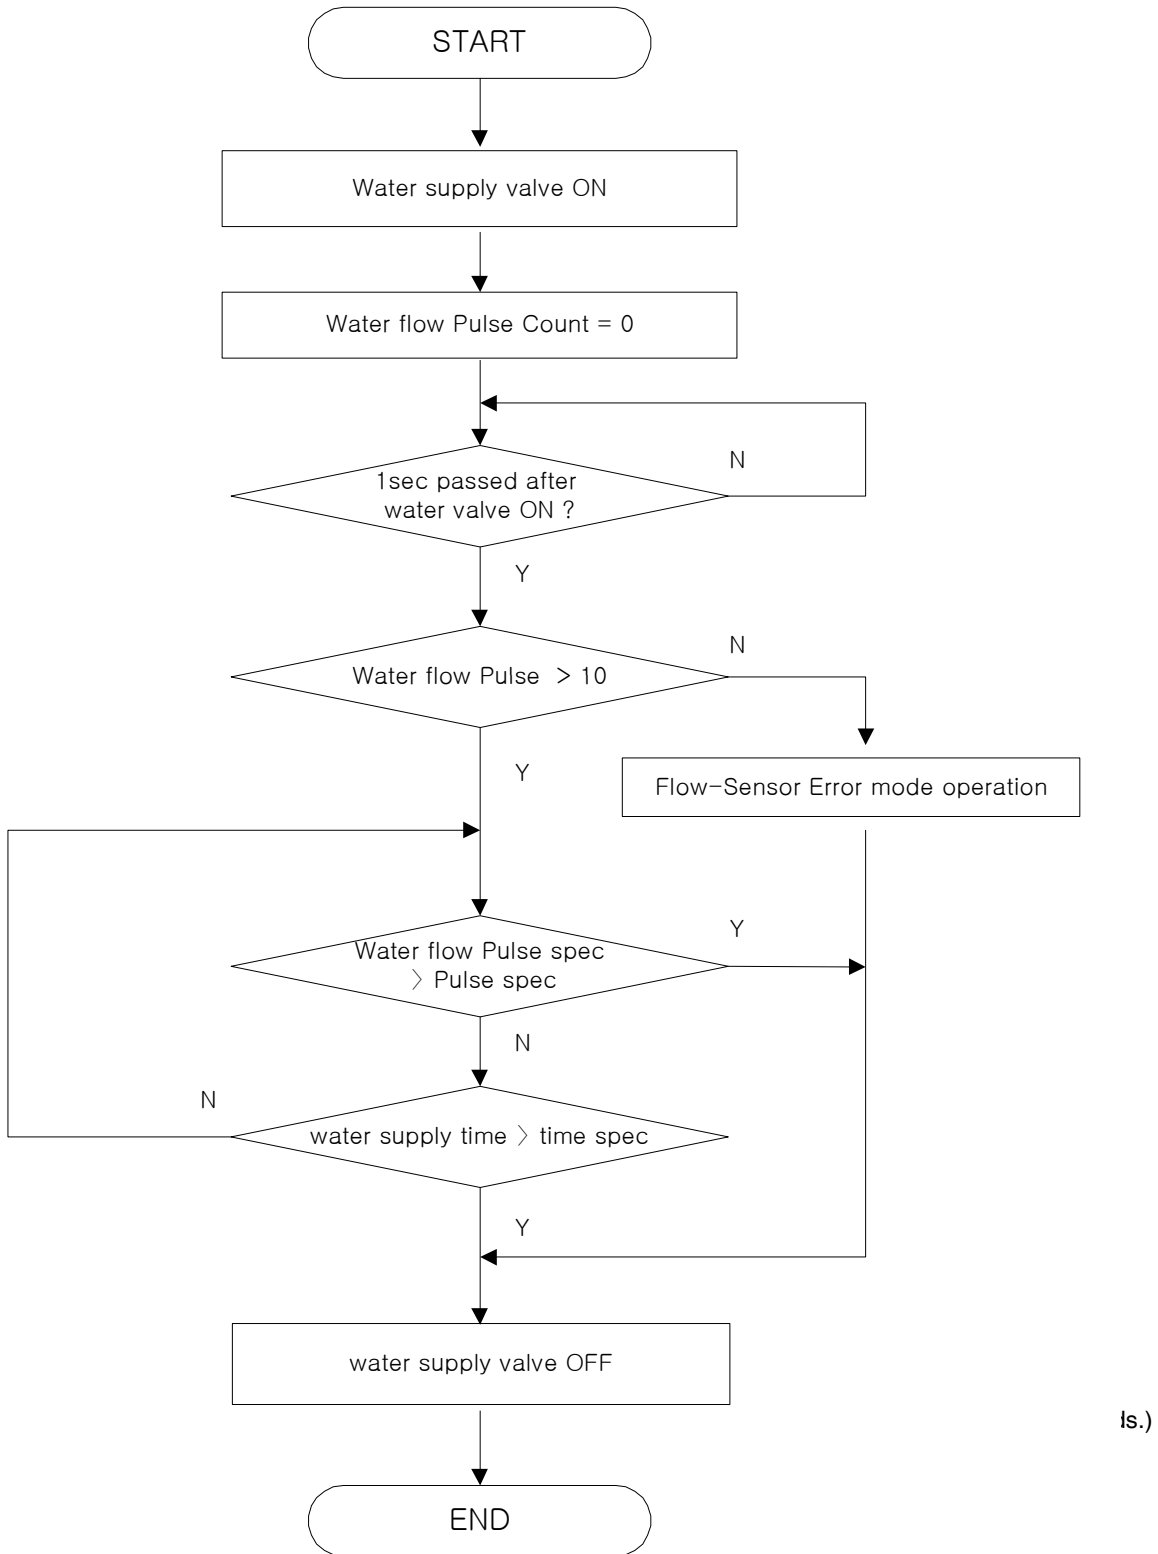 START
Water supply valve ON
Water flow Pulse Count = 0
N
1sec passed after
water valve ON ?
Y
N
Water flow Pulse > 10
Y
Flow-Sensor Error mode operation
Y
Water flow Pulse spec
〉 Pulse spec
N
N
water supply time 〉 time spec
Y
water supply valve OFF
ds.)
END